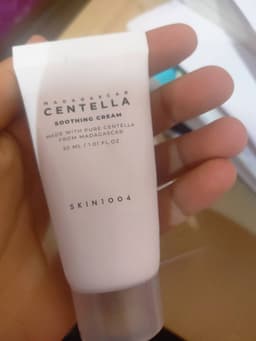 MADAGASCAR
CENTELLA
SOOTHING CREAM
MADE WITH PURE CENTELLA
FROM MADAGASCAR
30 ML / 1.01 FL.OZ
SKIN1004